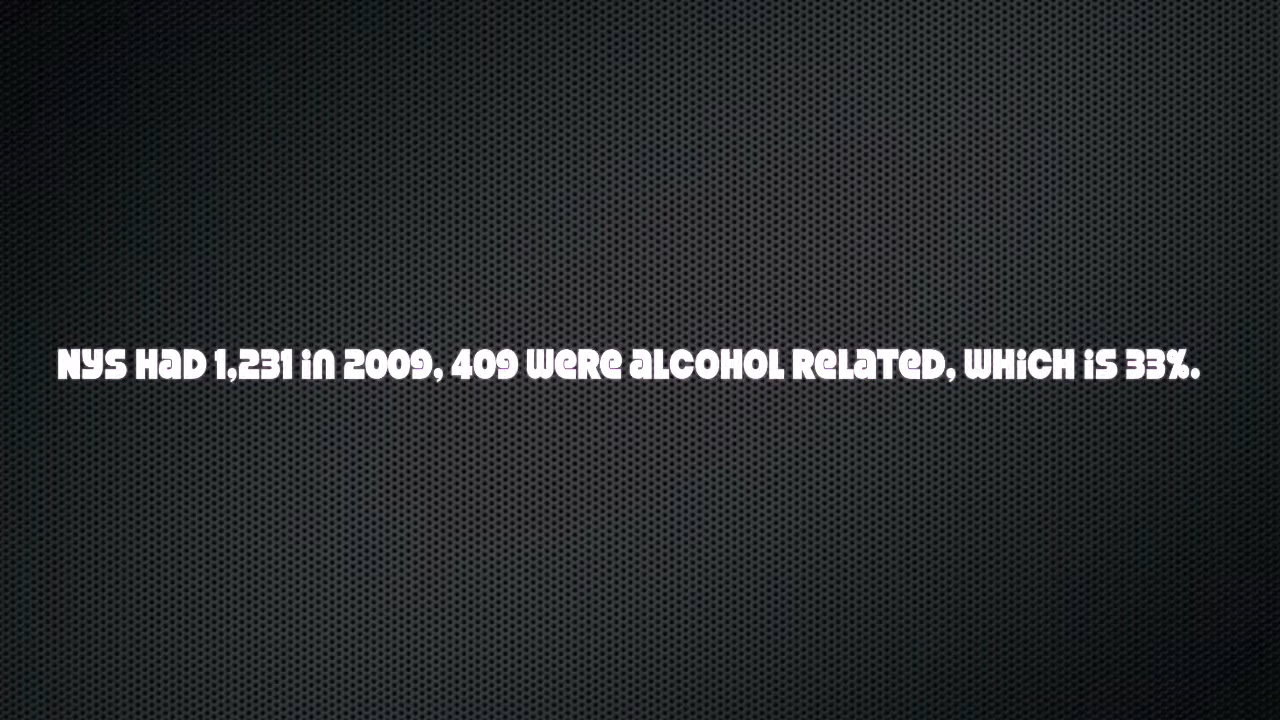 NYS HAD 1,231 in 2009, 409 WERE ALCOHOL RELATED, WHICH IS 33%.